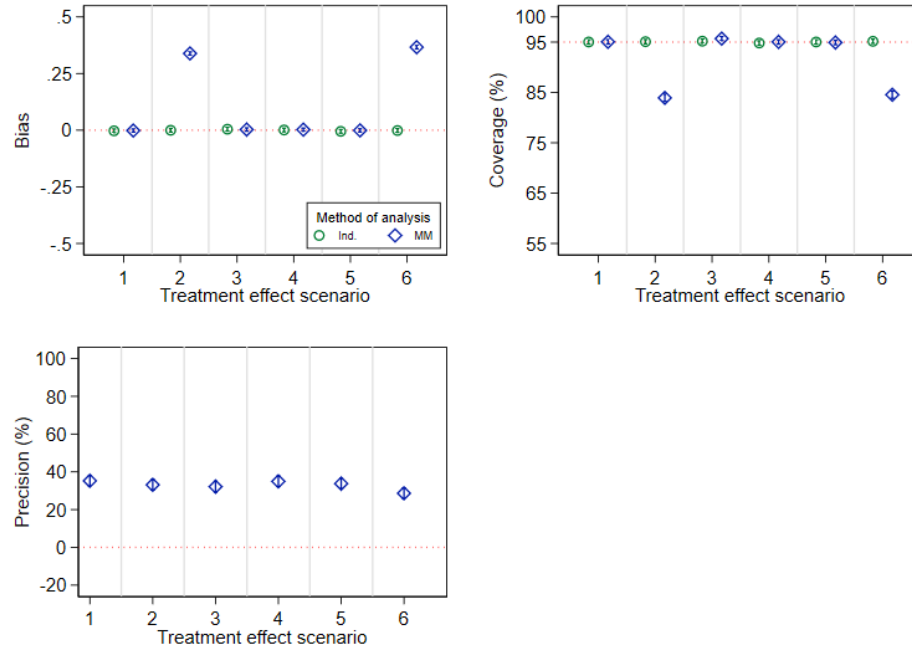 .5
.25
0
-.25
-.5
Bias
Method of analysis
Ind. MM
1 2 3 4 5 6
Treatment effect scenario
100
95
85
75
65
55
Coverage (%)
1 2 3 4 5 6
Treatment effect scenario
100
80
60
40
20
0
-20
Precision (%)
1 2 3 4 5 6
Treatment effect scenario